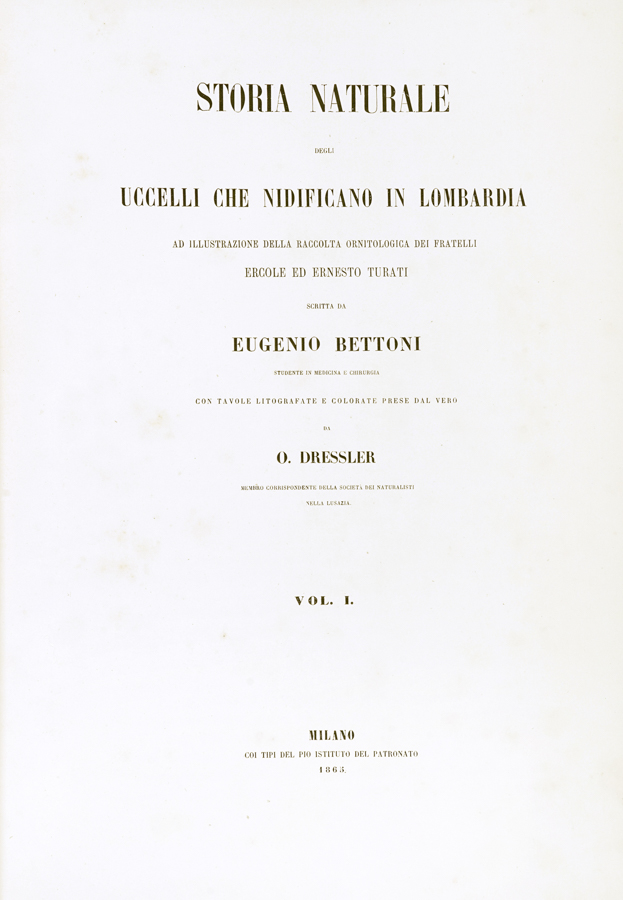 STORIA NATURALE
DEGLI
UCCELLI CHE NIDIFICANO IN LOMBARDIA
AD ILLUSTRAZIONE DELLA RACCOLTA ORNITOLOGICA DEI FRATELLI
ERCOLE ED ERNESTO TURATI
SCRITTA DA
EUGENIO BETTONI
STUDENTE IN MEDICINA E CHIRURGIA
CON TAVOLE LITOGRAFATE E COLORATE PRESE DAL VERO
DA
O. DRESSLER
MEMBRO CORRISPONDENTE DELLA SOCIETÀ DEI NATURALISTI
NELLA LUSAZIA.
VOL. I.
MILANO
COI TIPI DEL PIO ISTITUTO DEL PATRONATO
1865.